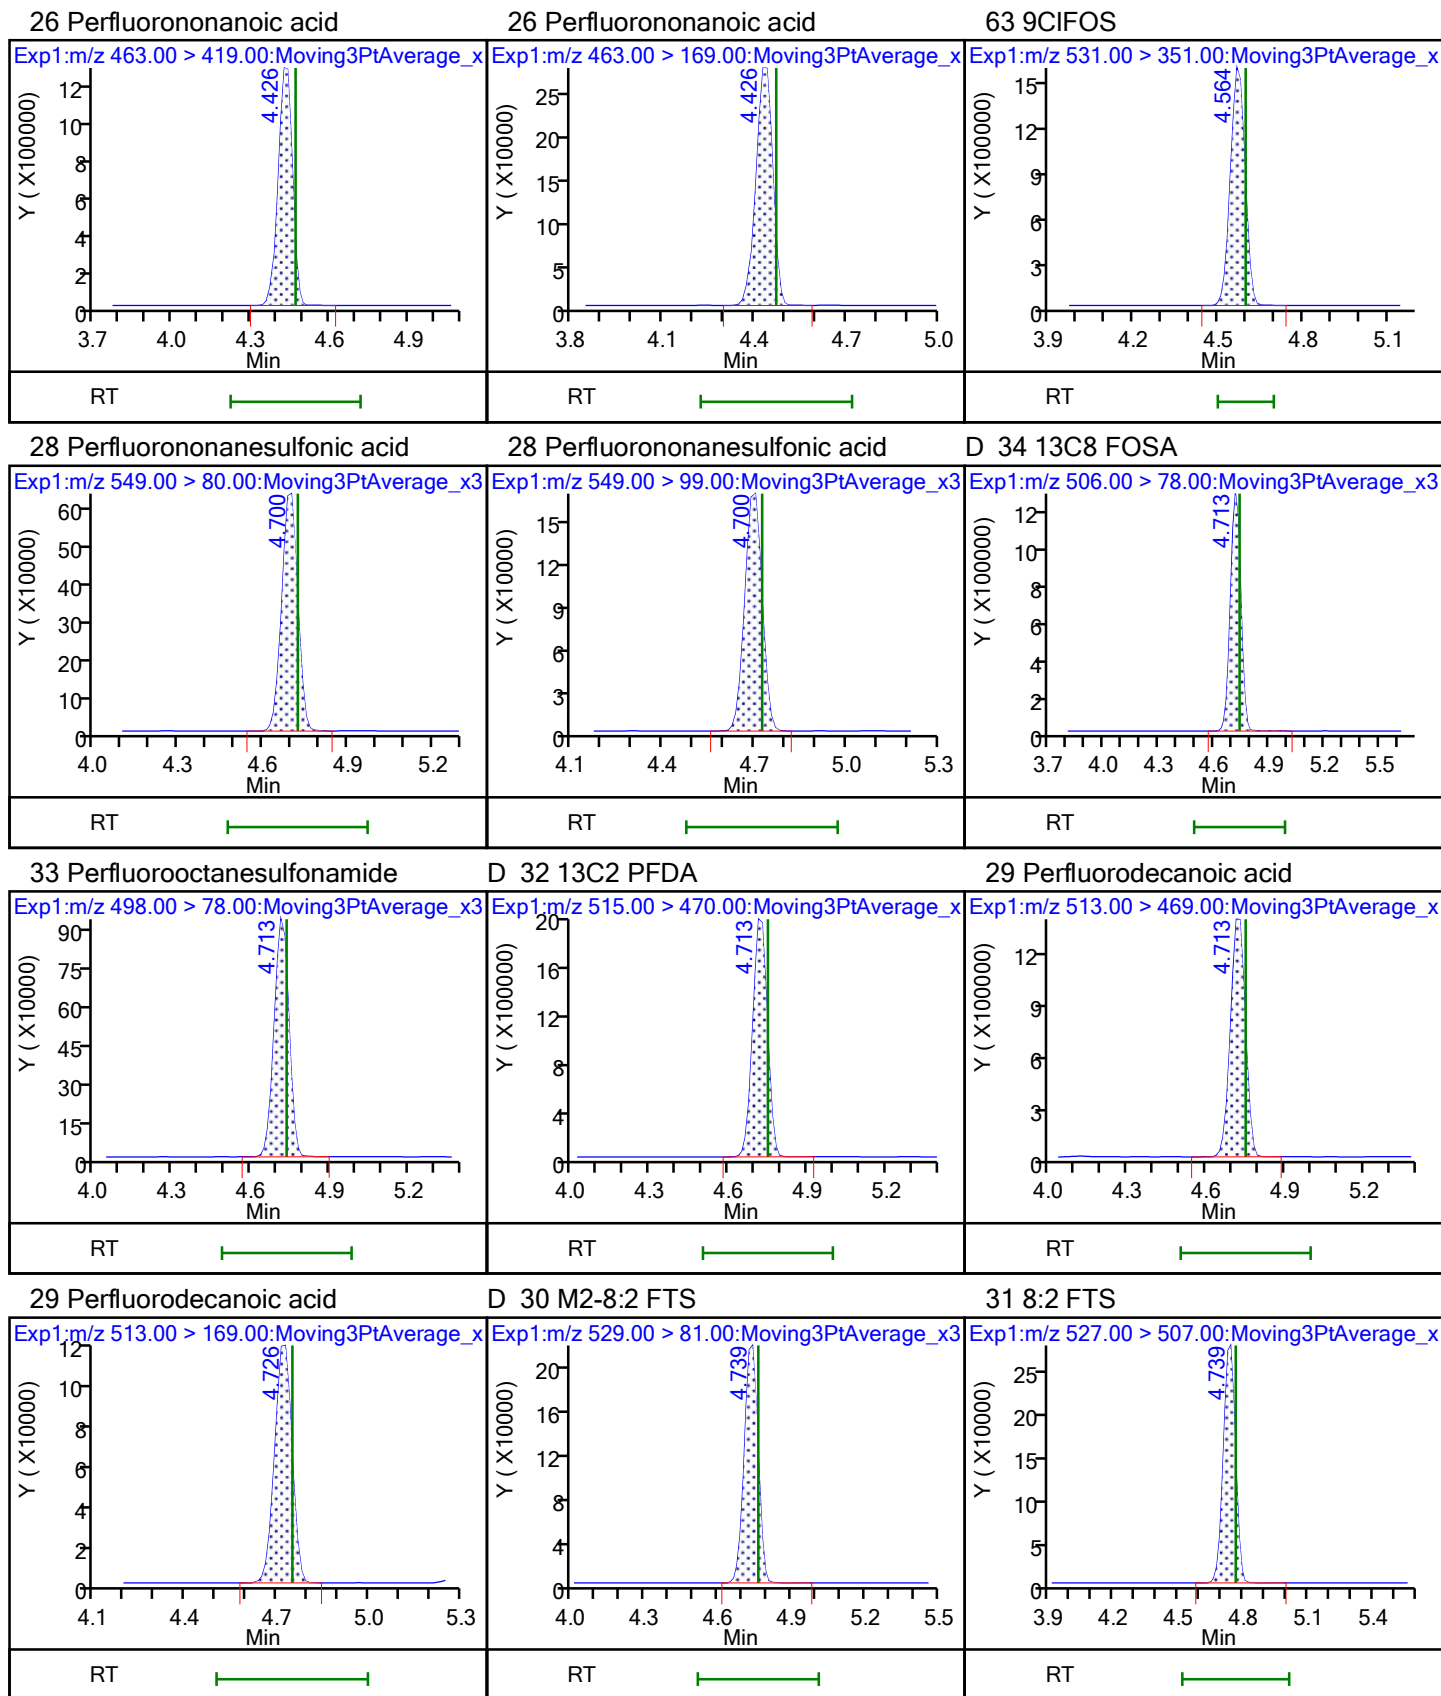 26 Perfluorononanoic acid
Exp1:m/z 463.00 > 419.00:Moving3PtAverage_x
Y ( X100000)
12
10
8
6
4
2
0
4.426
3.7 4.0 4.3 4.6 4.9
Min
RT
26 Perfluorononanoic acid
Exp1:m/z 463.00 > 169.00:Moving3PtAverage_x
Y ( X10000)
25
20
15
10
5
0
4.426
3.8 4.1 4.4 4.7 5.0
Min
RT
63 9ClFOS
Exp1:m/z 531.00 > 351.00:Moving3PtAverage_x
Y ( X100000)
15
12
9
6
3
0
4.564
3.9 4.2 4.5 4.8 5.1
Min
RT
28 Perfluorononanesulfonic acid
Exp1:m/z 549.00 > 80.00:Moving3PtAverage_x3
Y ( X10000)
60
50
40
30
20
10
0
4.700
4.0 4.3 4.6 4.9 5.2
Min
RT
28 Perfluorononanesulfonic acid
Exp1:m/z 549.00 > 99.00:Moving3PtAverage_x3
Y ( X10000)
15
12
9
6
3
0
4.700
4.1 4.4 4.7 5.0 5.3
Min
RT
D 34 13C8 FOSA
Exp1:m/z 506.00 > 78.00:Moving3PtAverage_x3
Y ( X100000)
12
10
8
6
4
2
0
4.713
3.7 4.0 4.3 4.6 4.9 5.2 5.5
Min
RT
33 Perfluorooctanesulfonamide
Exp1:m/z 498.00 > 78.00:Moving3PtAverage_x3
Y ( X10000)
90
75
60
45
30
15
0
4.713
4.0 4.3 4.6 4.9 5.2
Min
RT
D 32 13C2 PFDA
Exp1:m/z 515.00 > 470.00:Moving3PtAverage_x
Y ( X100000)
20
16
12
8
4
0
4.713
4.0 4.3 4.6 4.9 5.2
Min
RT
29 Perfluorodecanoic acid
Exp1:m/z 513.00 > 469.00:Moving3PtAverage_x
Y ( X100000)
12
9
6
3
0
4.713
4.0 4.3 4.6 4.9 5.2
Min
RT
29 Perfluorodecanoic acid
Exp1:m/z 513.00 > 169.00:Moving3PtAverage_x
Y ( X10000)
12
10
8
6
4
2
0
4.726
4.1 4.4 4.7 5.0 5.3
Min
RT
D 30 M2-8:2 FTS
Exp1:m/z 529.00 > 81.00:Moving3PtAverage_x3
Y ( X10000)
20
16
12
8
4
0
4.739
4.0 4.3 4.6 4.9 5.2 5.5
Min
RT
31 8:2 FTS
Exp1:m/z 527.00 > 507.00:Moving3PtAverage_x
Y ( X10000)
25
20
15
10
5
0
4.739
3.9 4.2 4.5 4.8 5.1 5.4
Min
RT